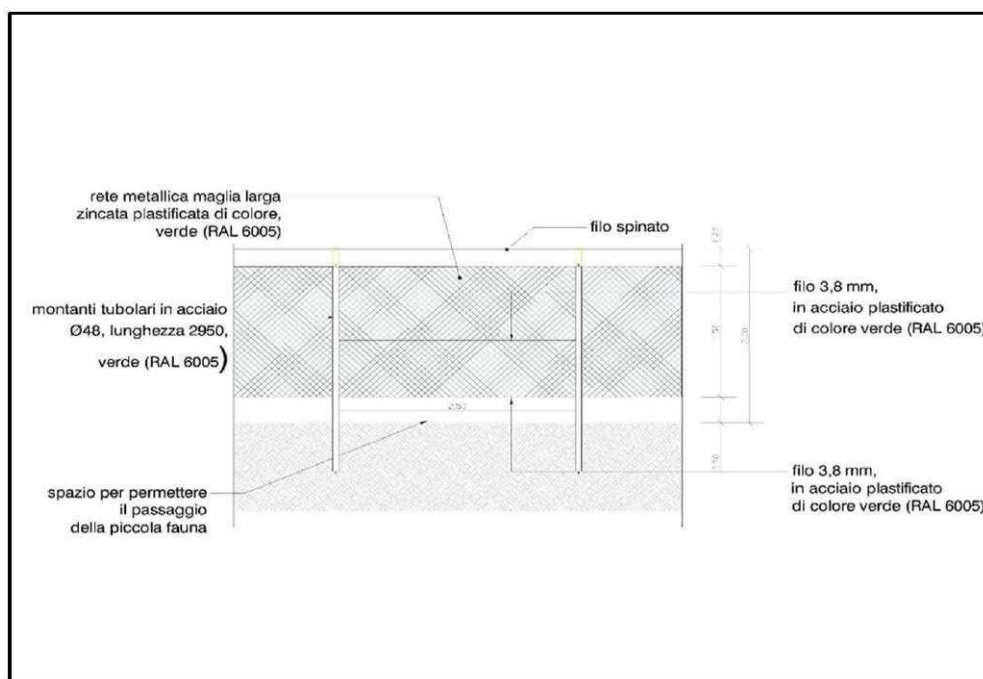 rete metallica maglia larga
zincata plastificata di colore,
verde (RAL 6005)
filo spinato
montanti tubolari in acciaio
Ø48, lunghezza 2950,
verde (RAL 6005)
filo 3,8 mm,
in acciaio plastificato
di colore verde (RAL 6005)
2.50
spazio per permettere
il passaggio
della piccola fauna
filo 3,8 mm,
in acciaio plastificato
di colore verde (RAL 6005)